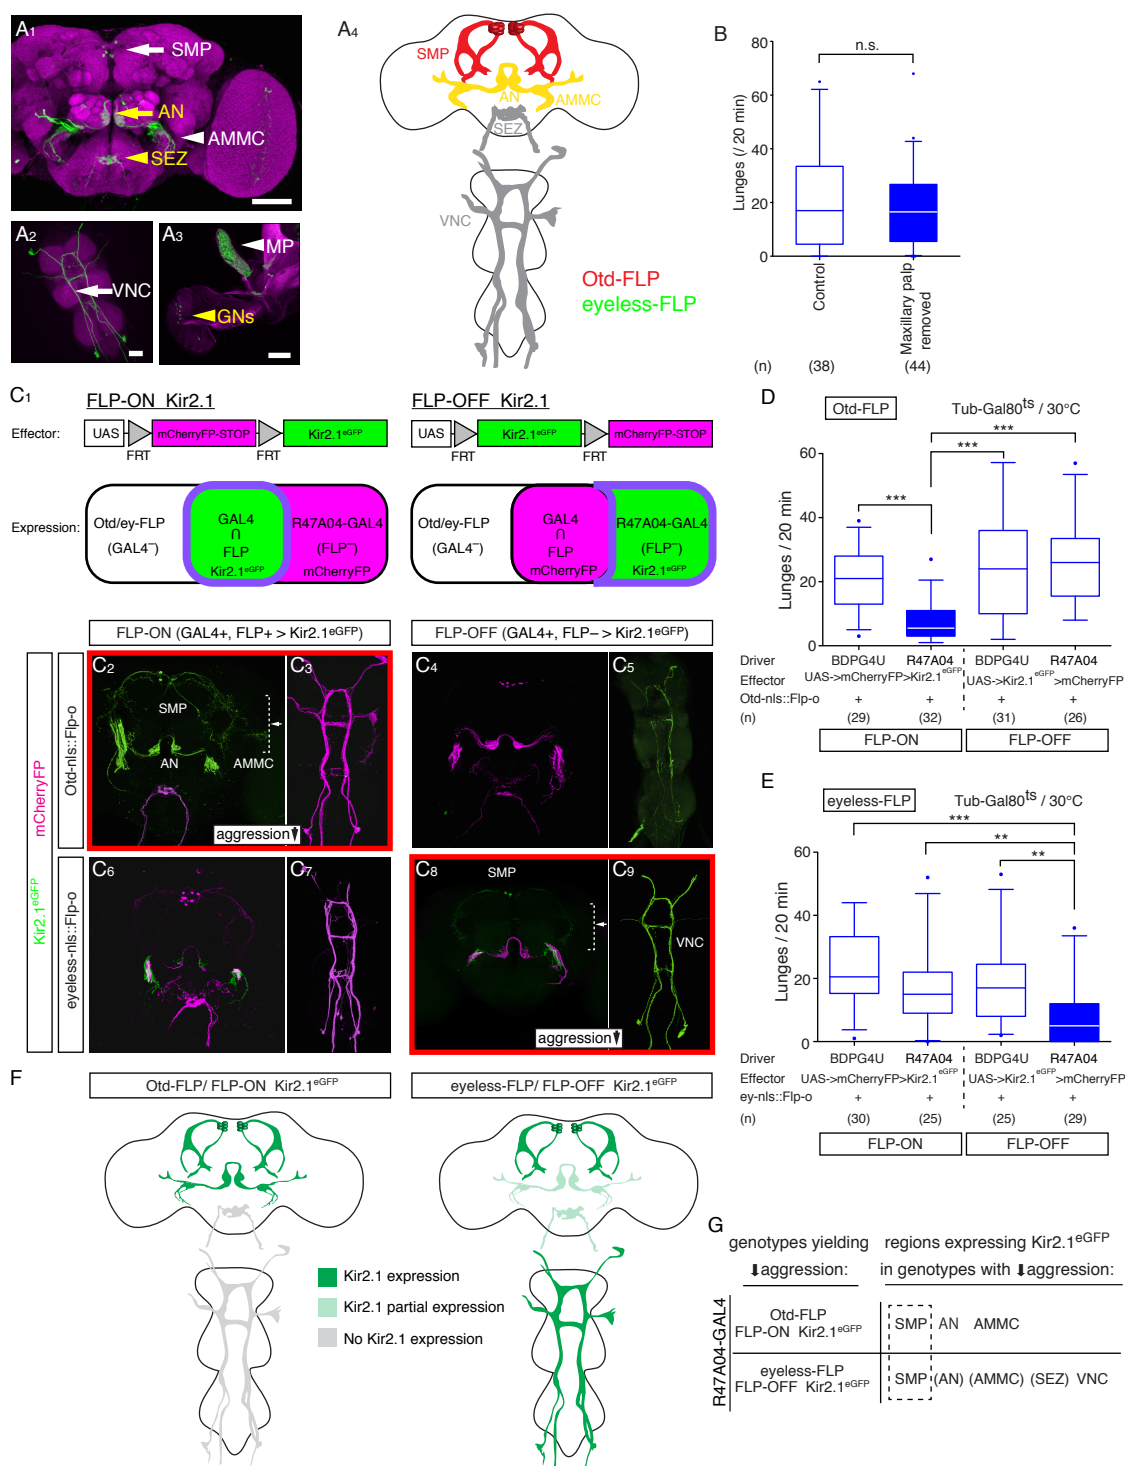 A1
SMP
AN
AMMC
SEZ
A2
VNC
A3
MP
GNs
A4
SMP
AN
AMMC
SEZ
VNC
Otd-FLP
eyeless-FLP
B
n.s.
Lunges (/ 20 min)
80
60
40
20
0
Control
Maxillary palp
removed
(n) (38) (44)
C1
FLP-ON Kir2.1
FLP-OFF Kir2.1
Effector:
UAS mCherryFP-STOP Kir2.1eGFP
FRT FRT
UAS Kir2.1eGFP mCherryFP-STOP
FRT FRT
Expression:
Otd/ey-FLP
(GAL4–)
GAL4
∩
FLP
Kir2.1eGFP
R47A04-GAL4
(FLP–)
mCherryFP
Otd/ey-FLP
(GAL4–)
GAL4
∩
FLP
mCherryFP
R47A04-GAL4
(FLP–)
Kir2.1eGFP
FLP-ON (GAL4+, FLP+ > Kir2.1eGFP)
FLP-OFF (GAL4+, FLP– > Kir2.1eGFP)
Kir2.1eGFP mCherryFP
Otd-nls::Flp-o
eyeless-nls::Flp-o
C2
SMP
AN
AMMC
aggression
C3
C4
C5
C6
C7
C8
SMP
aggression
C9
VNC
D
Otd-FLP
Tub-Gal80ts / 30°C
***
***
***
Lunges / 20 min
60
40
20
0
Driver BDPG4U R47A04 BDPG4U R47A04
Effector UAS->mCherryFP>Kir2.1eGFP UAS->Kir2.1eGFP>mCherryFP
Otd-nls::Flp-o + + + +
(n) (29) (32) (31) (26)
FLP-ON FLP-OFF
E
eyeless-FLP
Tub-Gal80ts / 30°C
***
**
**
Lunges / 20 min
60
40
20
0
Driver BDPG4U R47A04 BDPG4U R47A04
Effector UAS->mCherryFP>Kir2.1eGFP UAS->Kir2.1eGFP>mCherryFP
ey-nls::Flp-o + + + +
(n) (30) (25) (25) (29)
FLP-ON FLP-OFF
F
Otd-FLP/ FLP-ON Kir2.1eGFP
eyeless-FLP/ FLP-OFF Kir2.1eGFP
Kir2.1 expression
Kir2.1 partial expression
No Kir2.1 expression
G
genotypes yielding
⬇aggression:
regions expressing Kir2.1eGFP
in genotypes with ⬇aggression:
R47A04-GAL4
Otd-FLP
FLP-ON Kir2.1eGFP
SMP AN AMMC
eyeless-FLP
FLP-OFF Kir2.1eGFP
SMP (AN) (AMMC) (SEZ) VNC